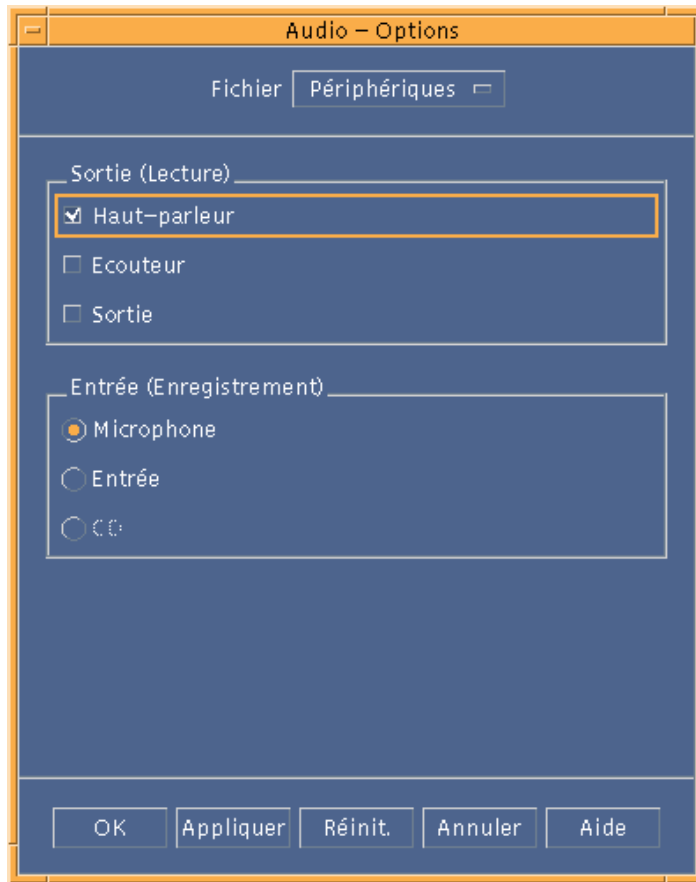 Audio – Options
Fichier Périphériques
Sortie (Lecture)
Haut–parleur
Ecouteur
Sortie
Entrée (Enregistrement)
Microphone
Entrée
CD
OK Appliquer Réinit. Annuler Aide